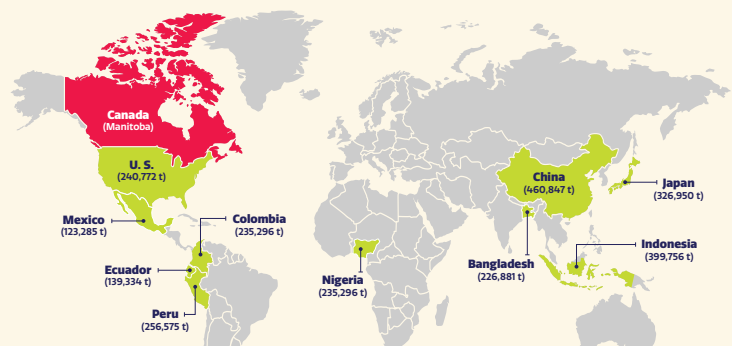 Canada
(Manitoba)
U. S.
(240,772 t)
Mexico
(123,285 t)
Colombia
(235,296 t)
Ecuador
(139,334 t)
Peru
(256,575 t)
Nigeria
(235,296 t)
China
(460,847 t)
Japan
(326,950 t)
Bangladesh
(226,881 t)
Indonesia
(399,756 t)